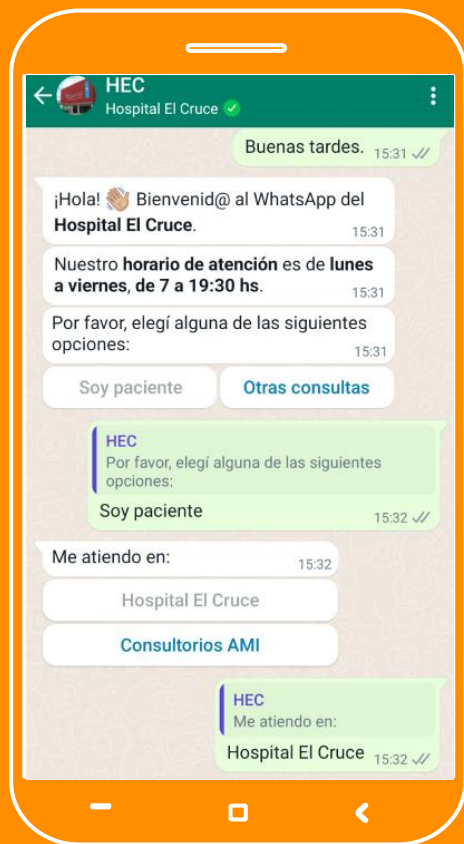 HEC
Hospital El Cruce
Buenas tardes. 15:31
¡Hola! 👋🏼 Bienvenid@ al WhatsApp del
Hospital El Cruce. 15:31
Nuestro horario de atención es de lunes
a viernes, de 7 a 19:30 hs. 15:31
Por favor, elegí alguna de las siguientes
opciones: 15:31
Soy paciente Otras consultas
HEC
Por favor, elegí alguna de las siguientes
opciones:
Soy paciente 15:32
Me atiendo en: 15:32
Hospital El Cruce
Consultorios AMI
HEC
Me atiendo en:
Hospital El Cruce 15:32